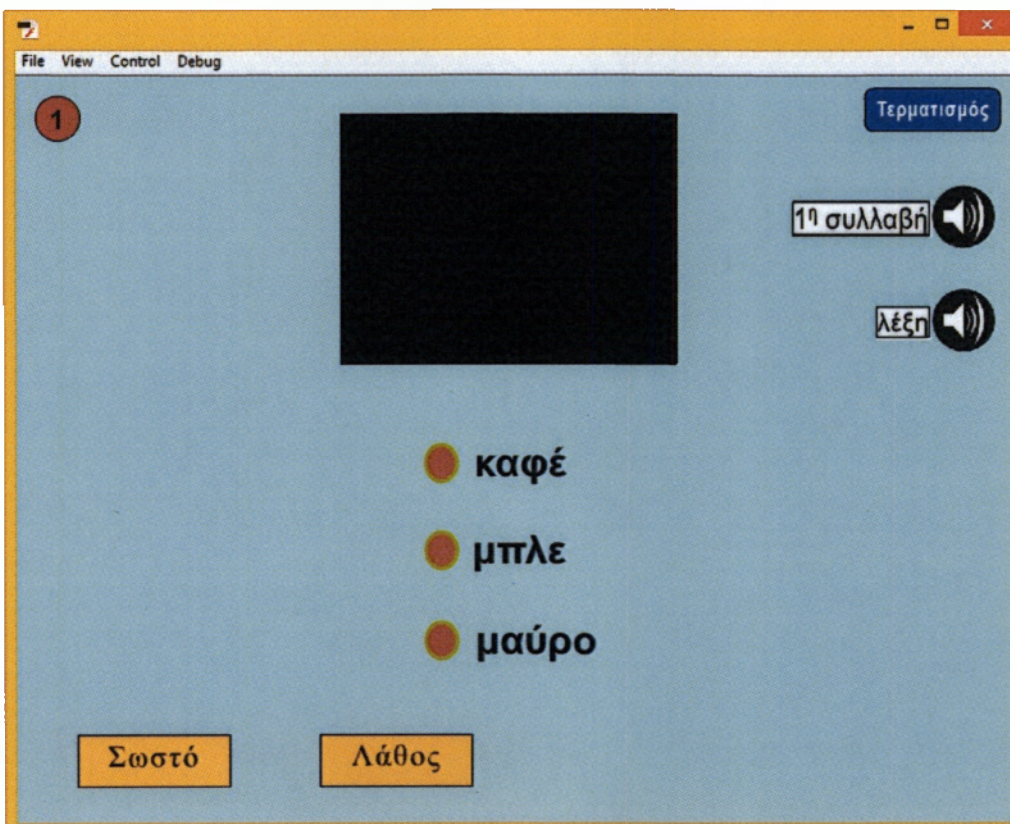 File View Control Debug
1
Τερματισμός
1η συλλαβή
λέξη
καφέ
μπλε
μαύρο
Σωστό
Λάθος